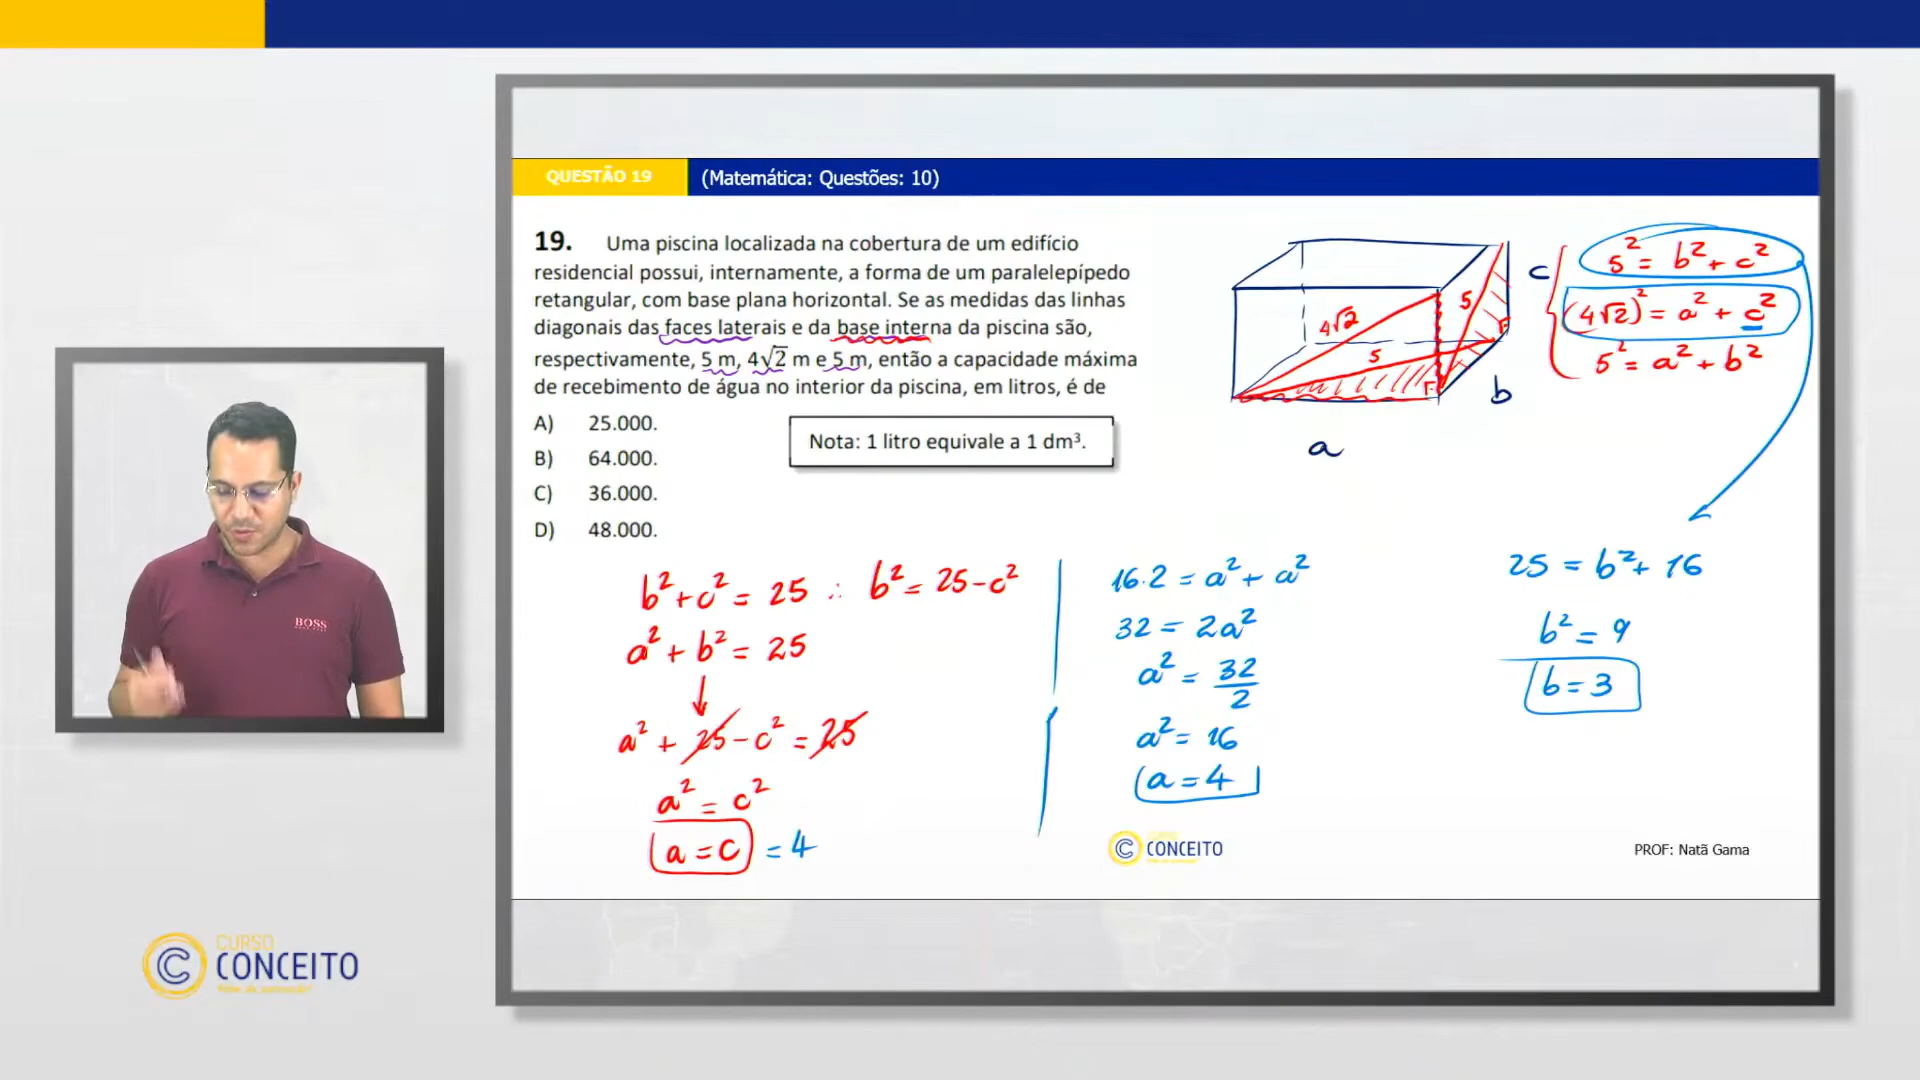 QUESTÃO 19
(Matemática: Questões: 10)
19. Uma piscina localizada na cobertura de um edifício
residencial possui, internamente, a forma de um paralelepípedo
retangular, com base plana horizontal. Se as medidas das linhas
diagonais das faces laterais e da base interna da piscina são,
respectivamente, 5 m, 4√2 m e 5 m, então a capacidade máxima
de recebimento de água no interior da piscina, em litros, é de
A) 25.000.
B) 64.000.
C) 36.000.
D) 48.000.
Nota: 1 litro equivale a 1 dm³.
4√2
5
5
a
b
c
5² = b² + c²
(4√2)² = a² + c²
5² = a² + b²
b² + c² = 25 ∴ b² = 25 - c²
a² + b² = 25
a² + 25 - c² = 25
a² = c²
a = c = 4
16.2 = a² + a²
32 = 2a²
a² = 32/2
a² = 16
a = 4
25 = b² + 16
b² = 9
b = 3
CONCEITO
PROF: Natã Gama
BOSS
CURSO
CONCEITO